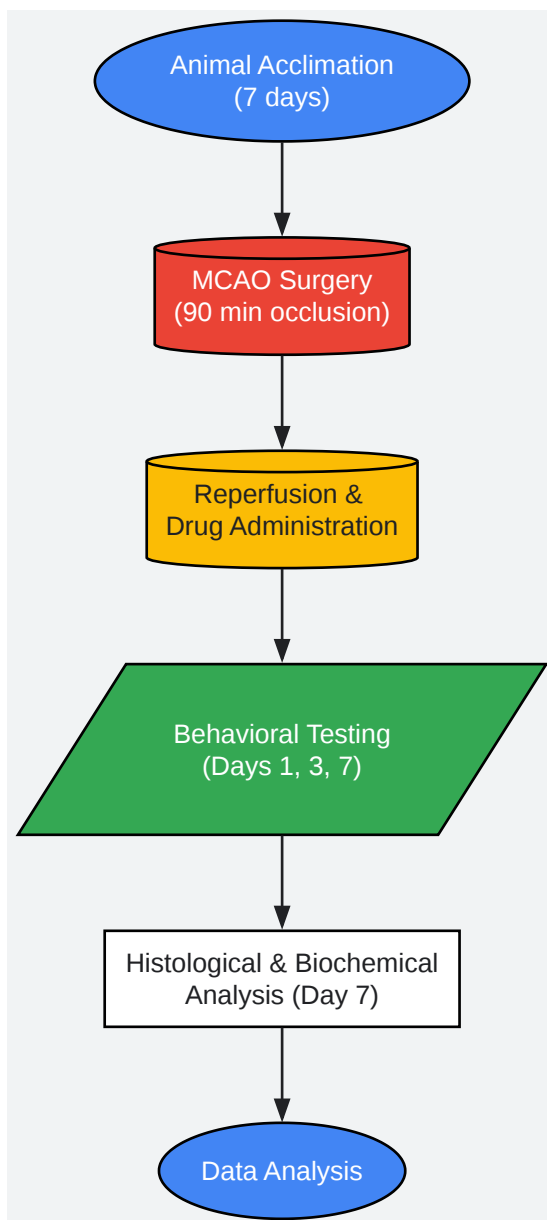 Animal Acclimation
(7 days)
MCAO Surgery
(90 min occlusion)
Reperfusion &
Drug Administration
Behavioral Testing
(Days 1, 3, 7)
Histological & Biochemical
Analysis (Day 7)
Data Analysis